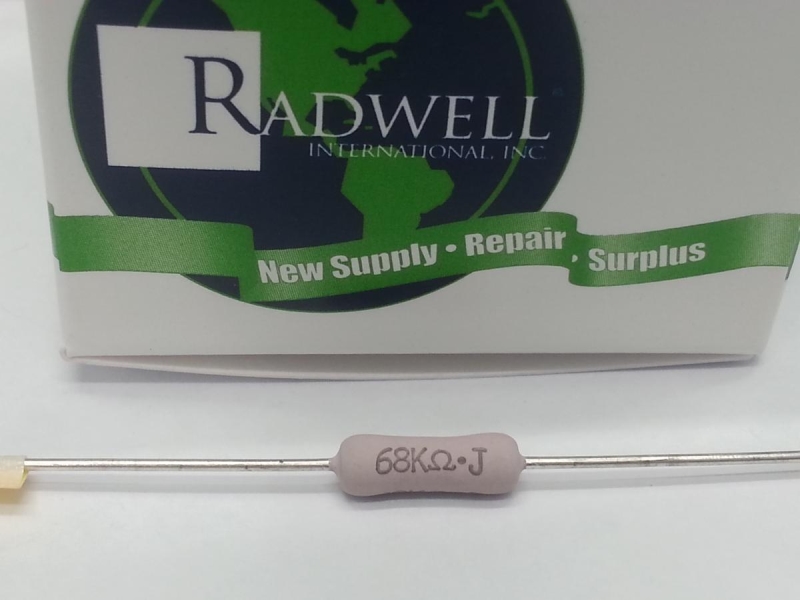 RADWELL
INTERNATIONAL, INC.
New Supply • Repair • Surplus
68KΩ•J